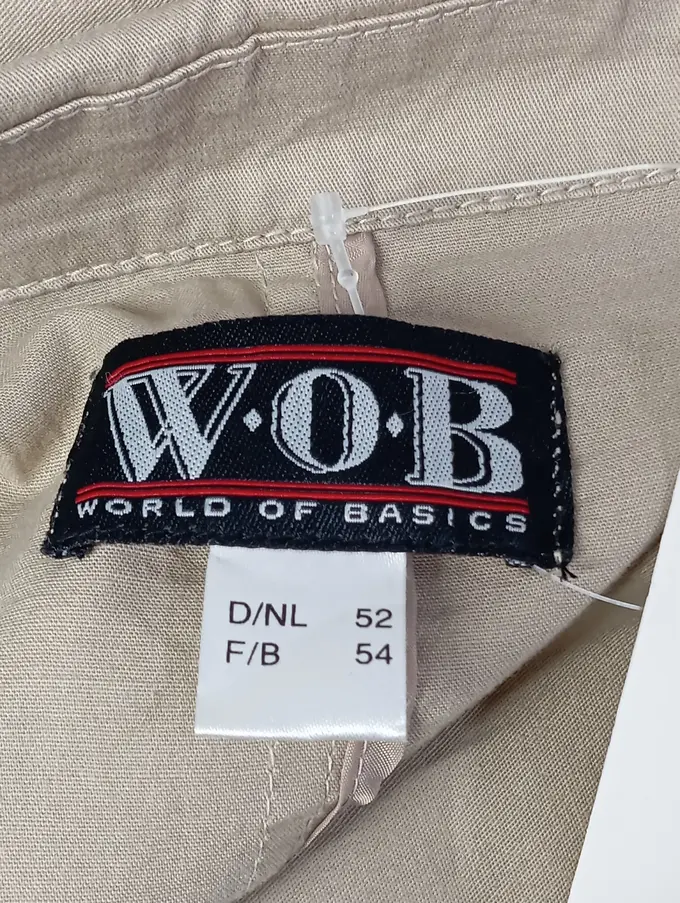 W·O·B
WORLD OF BASICS
D/NL 52
F/B 54